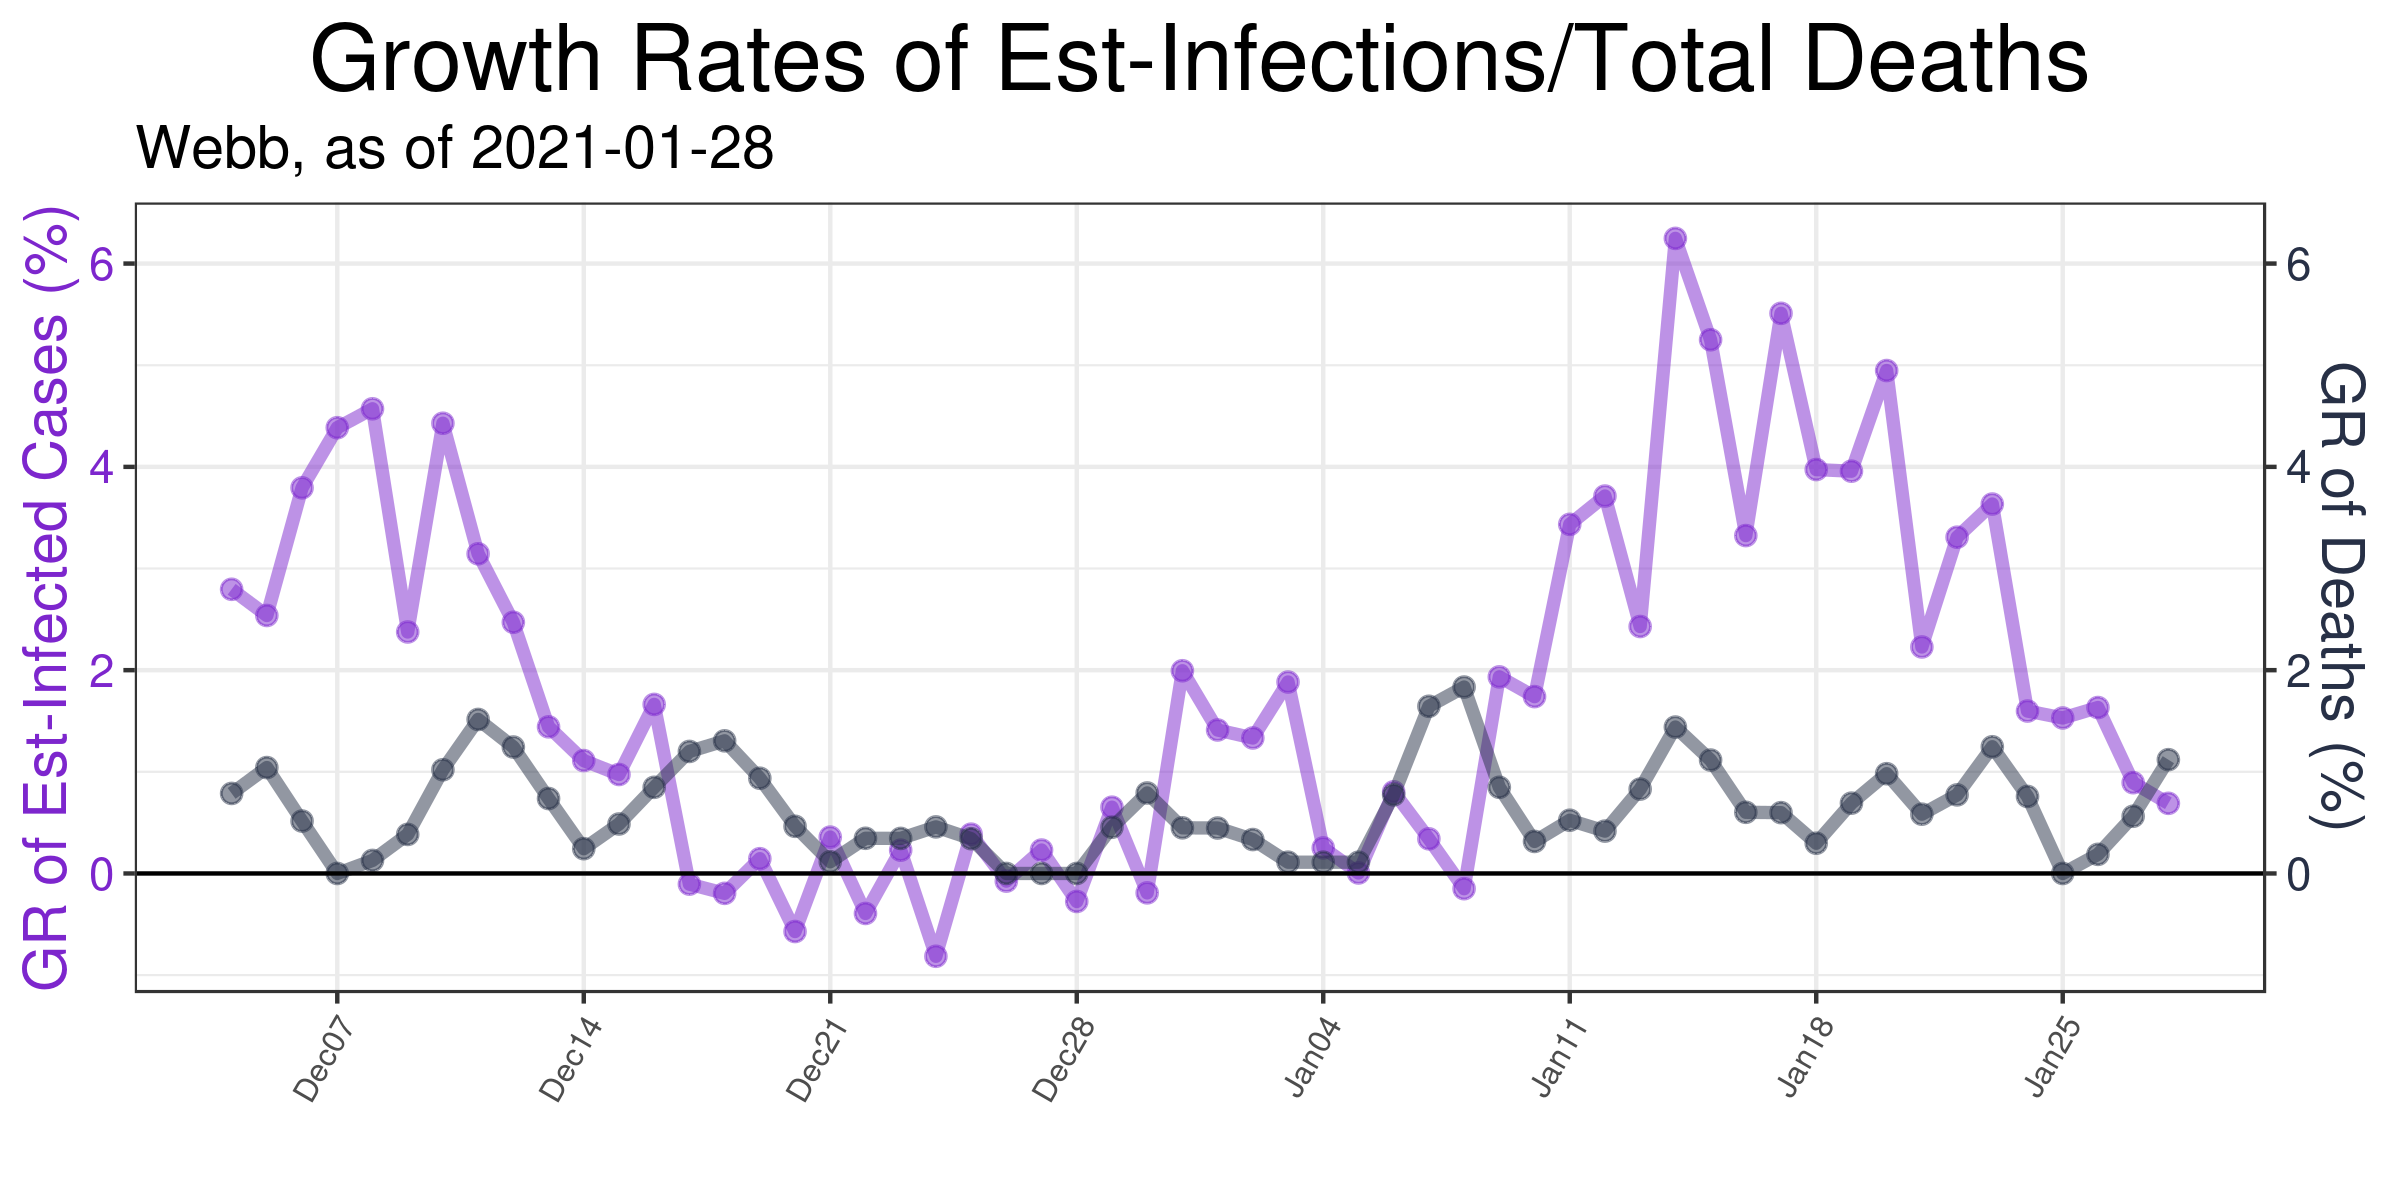 Growth Rates of Est-Infections/Total Deaths
Webb, as of 2021-01-28
GR of Est-Infected Cases (%)
6
4
2
0
6
4
2
0
GR of Deaths (%)
Dec07
Dec14
Dec21
Dec28
Jan04
Jan11
Jan18
Jan25